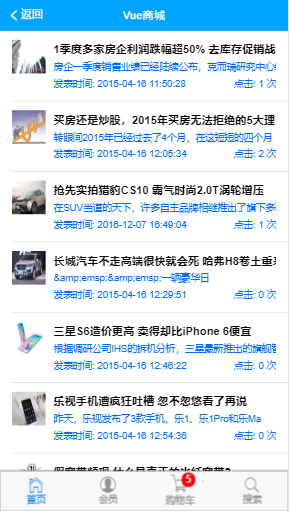 返回
Vue商城
1季度多家房企利润跌幅超50% 去库存促销战
房企一季度销售业绩已经陆续公布，克而瑞研究中心
发表时间: 2015-04-16 11:50:28 点击: 1 次
买房还是炒股，2015年买房无法拒绝的5大理
转眼间2015年已经过去了4个月，在这短短的四个月
发表时间: 2015-04-16 12:05:34 点击: 2 次
抢先实拍猎豹CS10 霸气时尚2.0T涡轮增压
在SUV当道的天下，许多自主品牌相继推出了旗下多
发表时间: 2016-12-07 16:49:04 点击: 1 次
长城汽车不走高端很快就会死 哈弗H8卷土重来
&amp;emsp;&amp;emsp;一辆豪华日
发表时间: 2015-04-16 12:29:51 点击: 0 次
三星S6造价更高 卖得却比iPhone 6便宜
根据调研公司IHS的拆机分析，三星最新推出的旗舰智
发表时间: 2015-04-16 12:46:22 点击: 0 次
乐视手机遭疯狂吐槽 忽不忽悠看了再说
昨天，乐视发布了3款手机，乐1、乐1Pro和乐Ma
发表时间: 2015-04-16 12:54:36 点击: 0 次
首页
会员
购物车
5
搜索